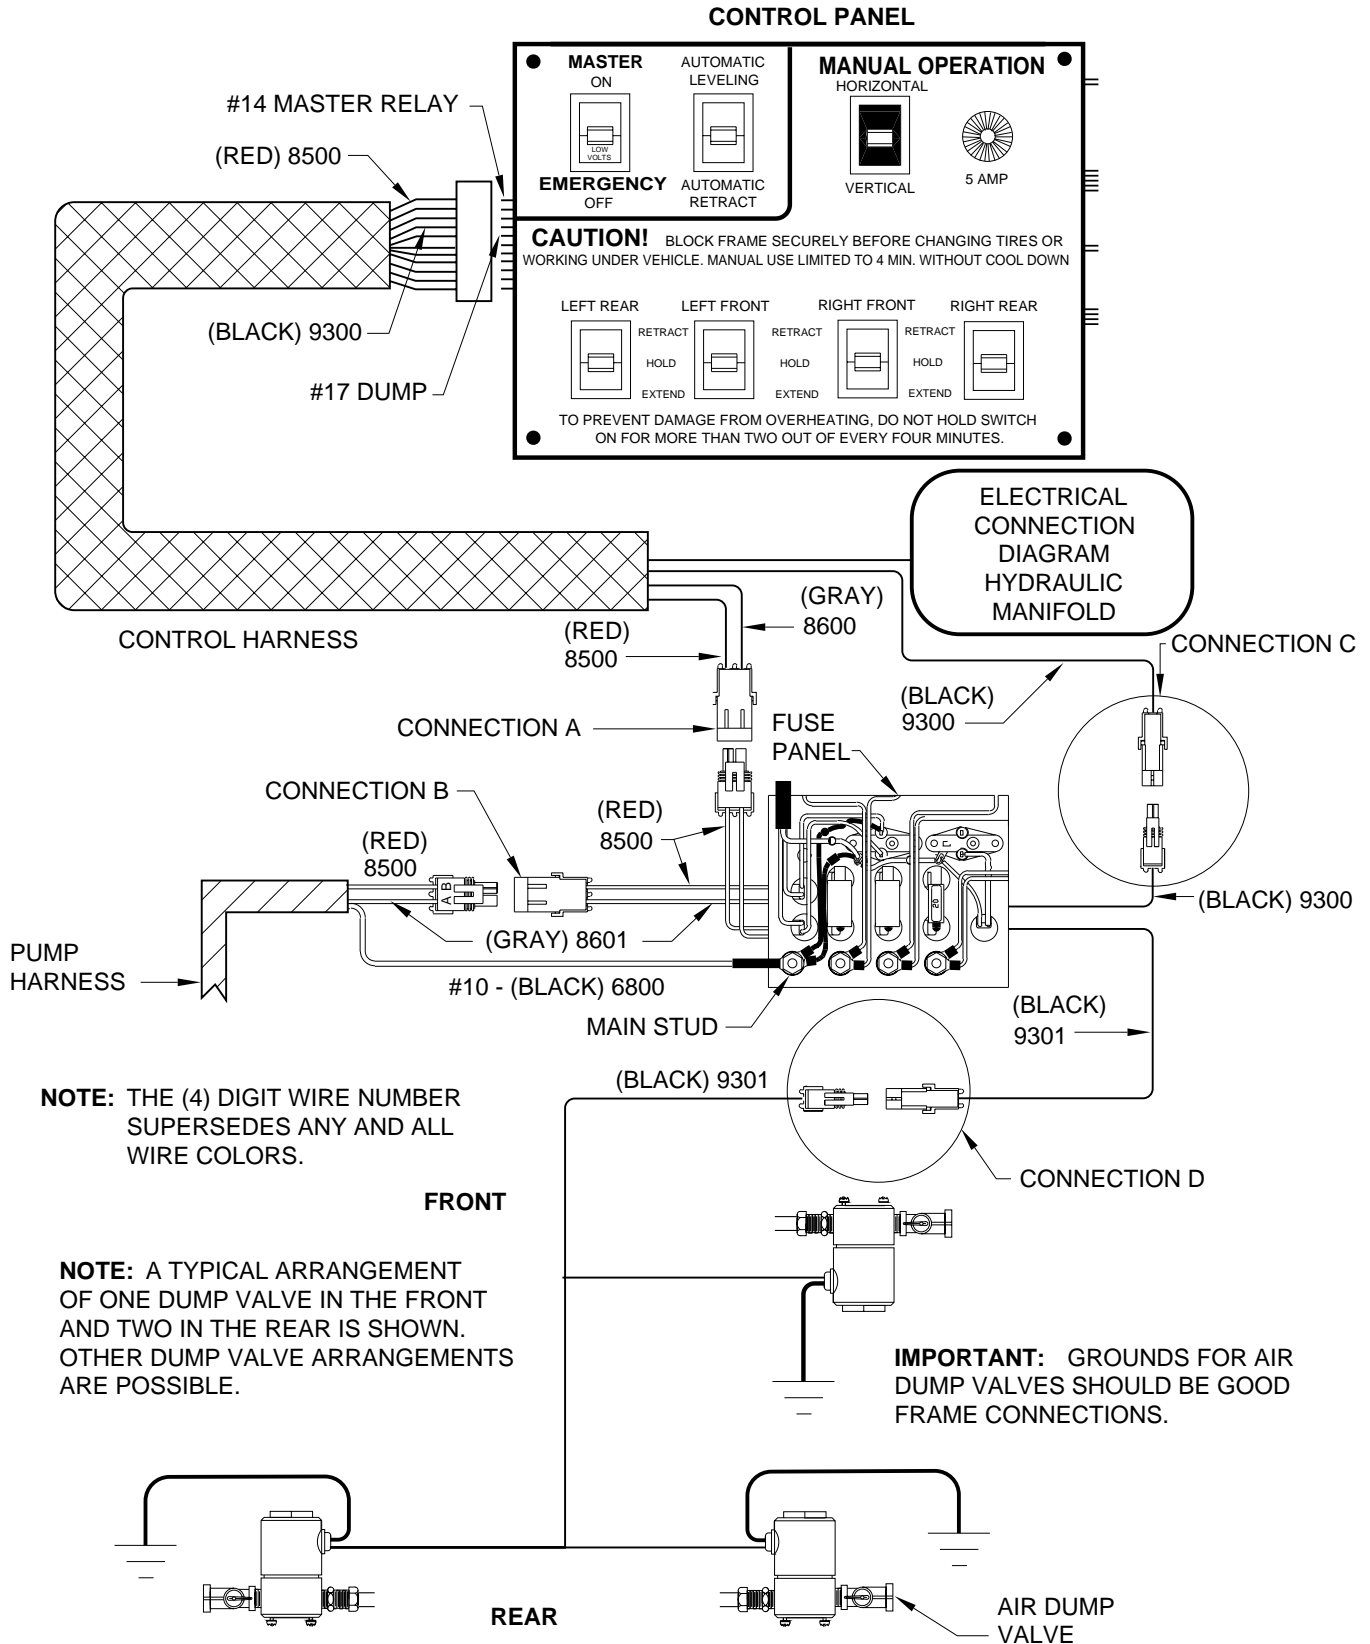 CONTROL PANEL
MASTER
ON
LOW
VOLTS
EMERGENCY
OFF
AUTOMATIC
LEVELING
AUTOMATIC
RETRACT
MANUAL OPERATION
HORIZONTAL
VERTICAL
5 AMP
#14 MASTER RELAY
(RED) 8500
(BLACK) 9300
#17 DUMP
CAUTION! BLOCK FRAME SECURELY BEFORE CHANGING TIRES OR
WORKING UNDER VEHICLE. MANUAL USE LIMITED TO 4 MIN. WITHOUT COOL DOWN
LEFT REAR LEFT FRONT RIGHT FRONT RIGHT REAR
RETRACT RETRACT RETRACT
HOLD HOLD HOLD
EXTEND EXTEND EXTEND
TO PREVENT DAMAGE FROM OVERHEATING, DO NOT HOLD SWITCH
ON FOR MORE THAN TWO OUT OF EVERY FOUR MINUTES.
ELECTRICAL
CONNECTION
DIAGRAM
HYDRAULIC
MANIFOLD
CONTROL HARNESS
(RED)
8500
(GRAY)
8600
CONNECTION C
(BLACK)
9300
CONNECTION A
FUSE
PANEL
CONNECTION B
(RED)
8500
(RED)
8500
A B
20
(BLACK) 9300
(GRAY) 8601
PUMP
HARNESS
#10 - (BLACK) 6800
MAIN STUD
(BLACK)
9301
(BLACK) 9301
NOTE: THE (4) DIGIT WIRE NUMBER
SUPERSEDES ANY AND ALL
WIRE COLORS.
CONNECTION D
FRONT
NOTE: A TYPICAL ARRANGEMENT
OF ONE DUMP VALVE IN THE FRONT
AND TWO IN THE REAR IS SHOWN.
OTHER DUMP VALVE ARRANGEMENTS
ARE POSSIBLE.
IMPORTANT: GROUNDS FOR AIR
DUMP VALVES SHOULD BE GOOD
FRAME CONNECTIONS.
REAR
AIR DUMP
VALVE